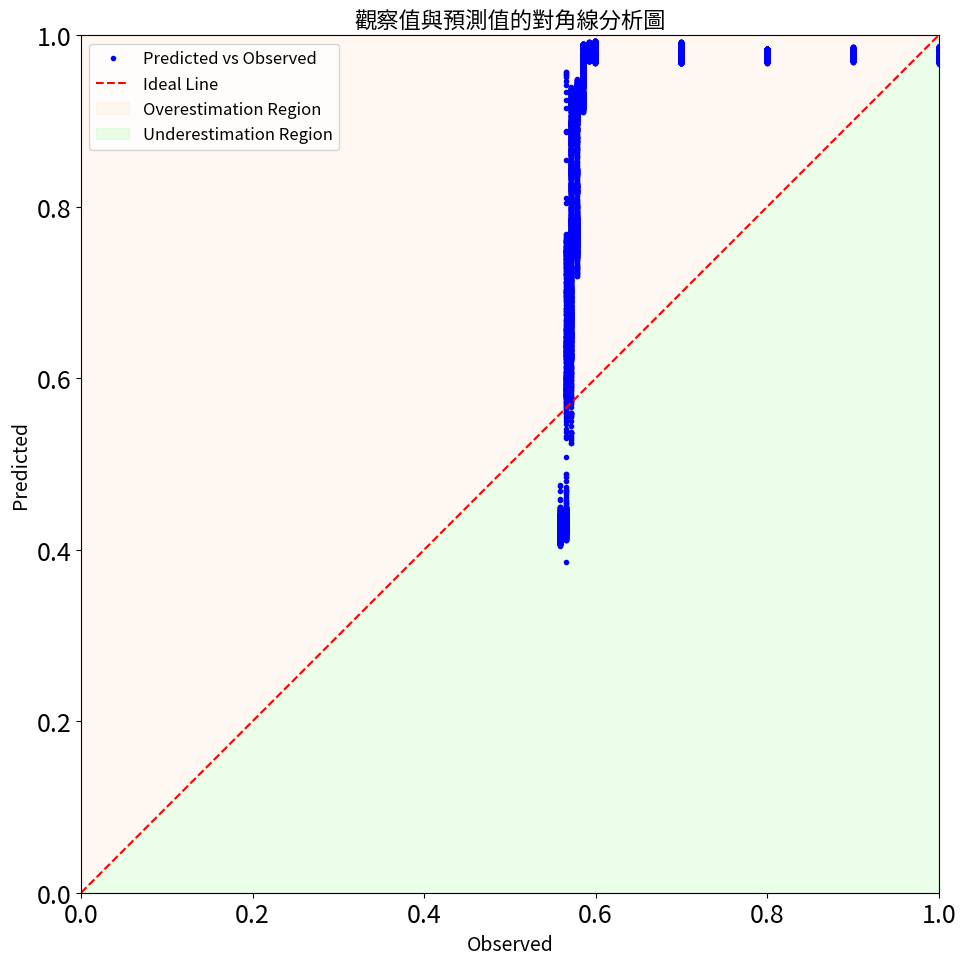 觀察值與預測值的對角線分析圖
1.0
Predicted vs Observed
Ideal Line
Overestimation Region
Underestimation Region
0.8
0.6
Predicted
0.4
0.2
0.0
0.0 0.2 0.4 0.6 0.8 1.0
Observed